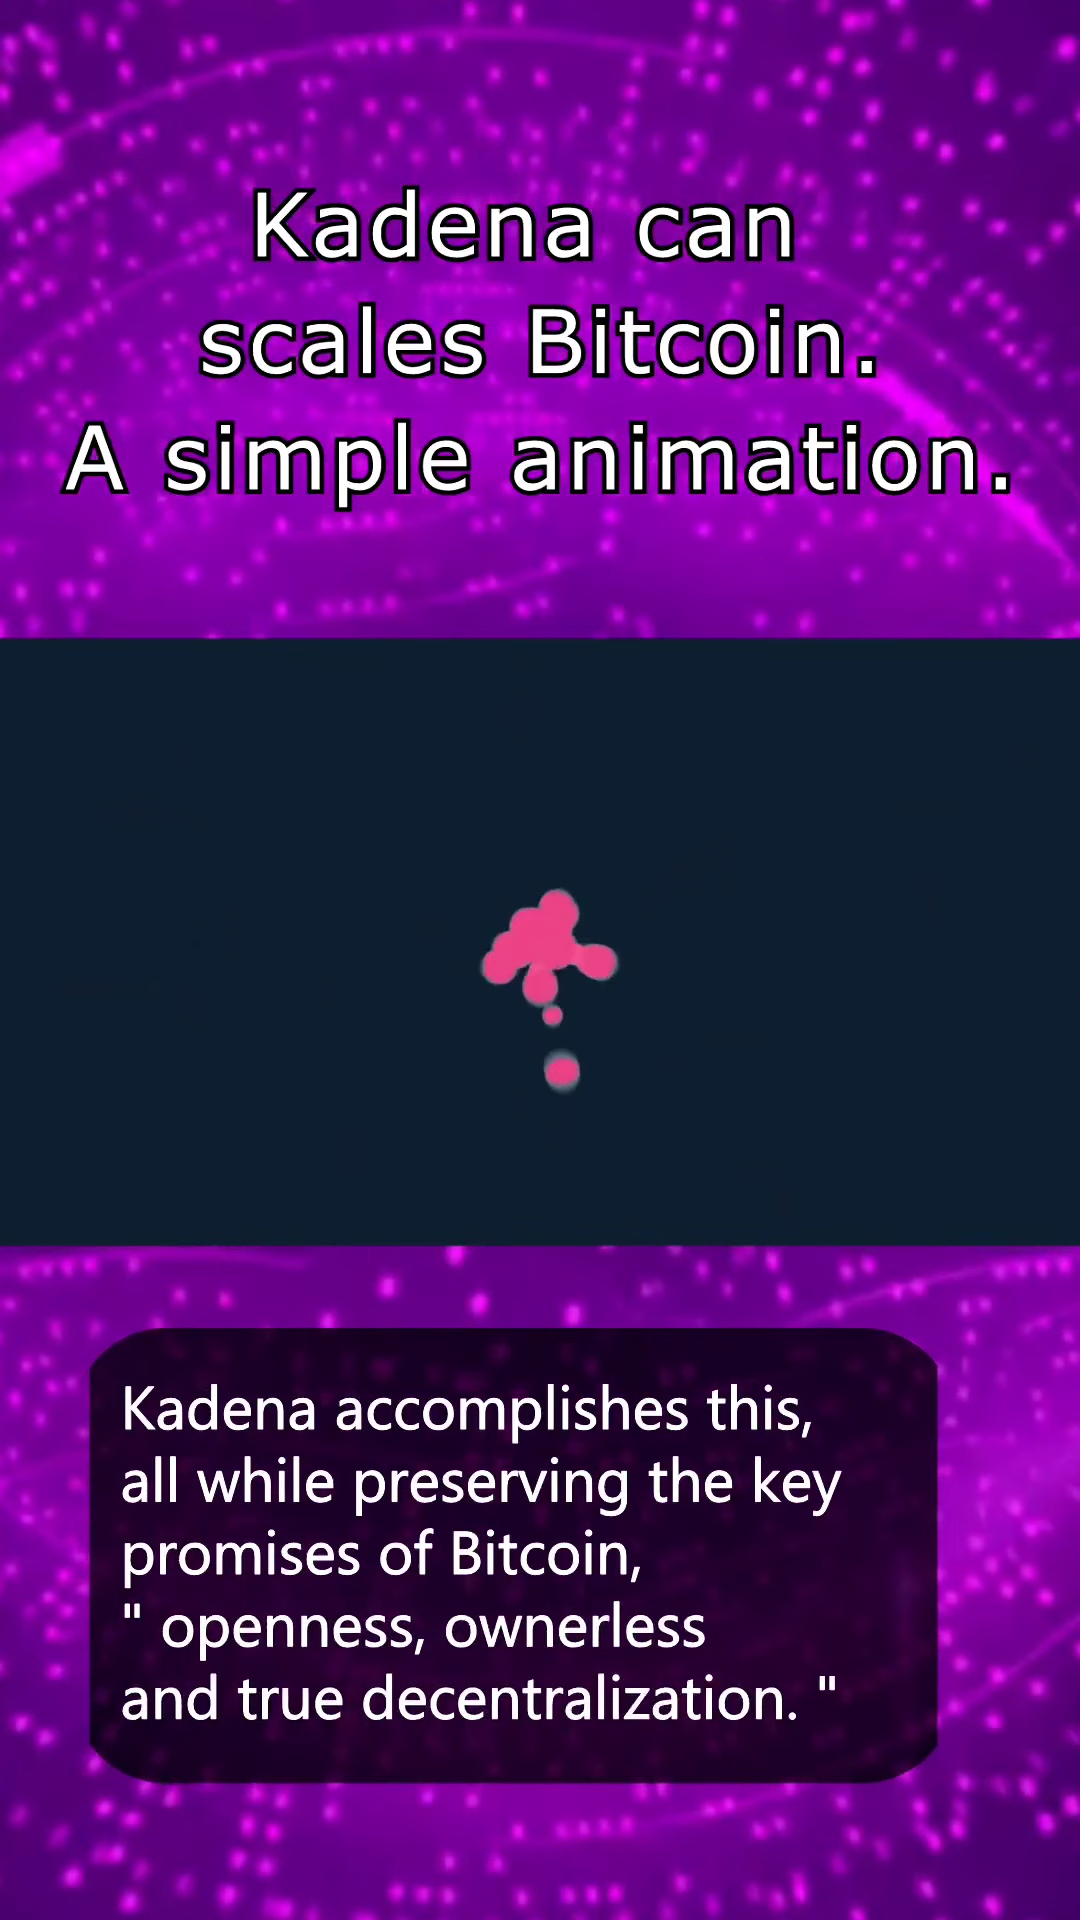 Kadena can
scales Bitcoin.
A simple animation.
Kadena accomplishes this,
all while preserving the key
promises of Bitcoin,
" openness, ownerless
and true decentralization. "